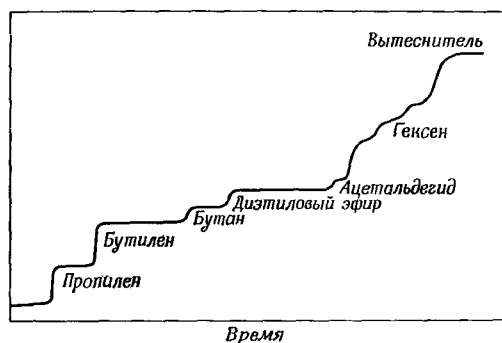 Вытеснитель
Гексен
Ацетальдегид
Диэтиловый эфир
Бутан
Бутилен
Пропилен
Время